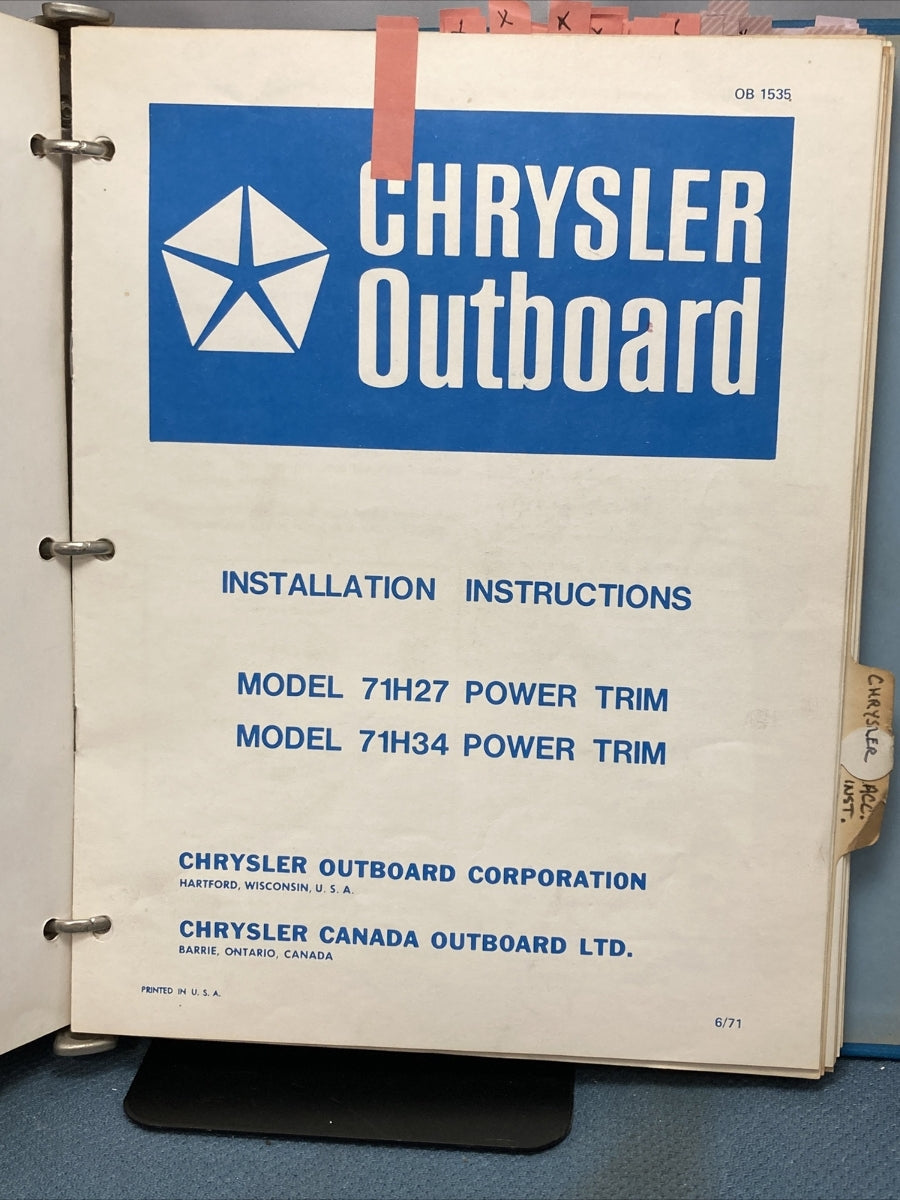 X X
OB 1535
CHRYSLER
Outboard
INSTALLATION INSTRUCTIONS
MODEL 71H27 POWER TRIM
MODEL 71H34 POWER TRIM
CHRYSLER
ACC.
INST.
CHRYSLER OUTBOARD CORPORATION
HARTFORD, WISCONSIN, U. S. A.
CHRYSLER CANADA OUTBOARD LTD.
BARRIE, ONTARIO, CANADA
PRINTED IN U. S. A.
6/71